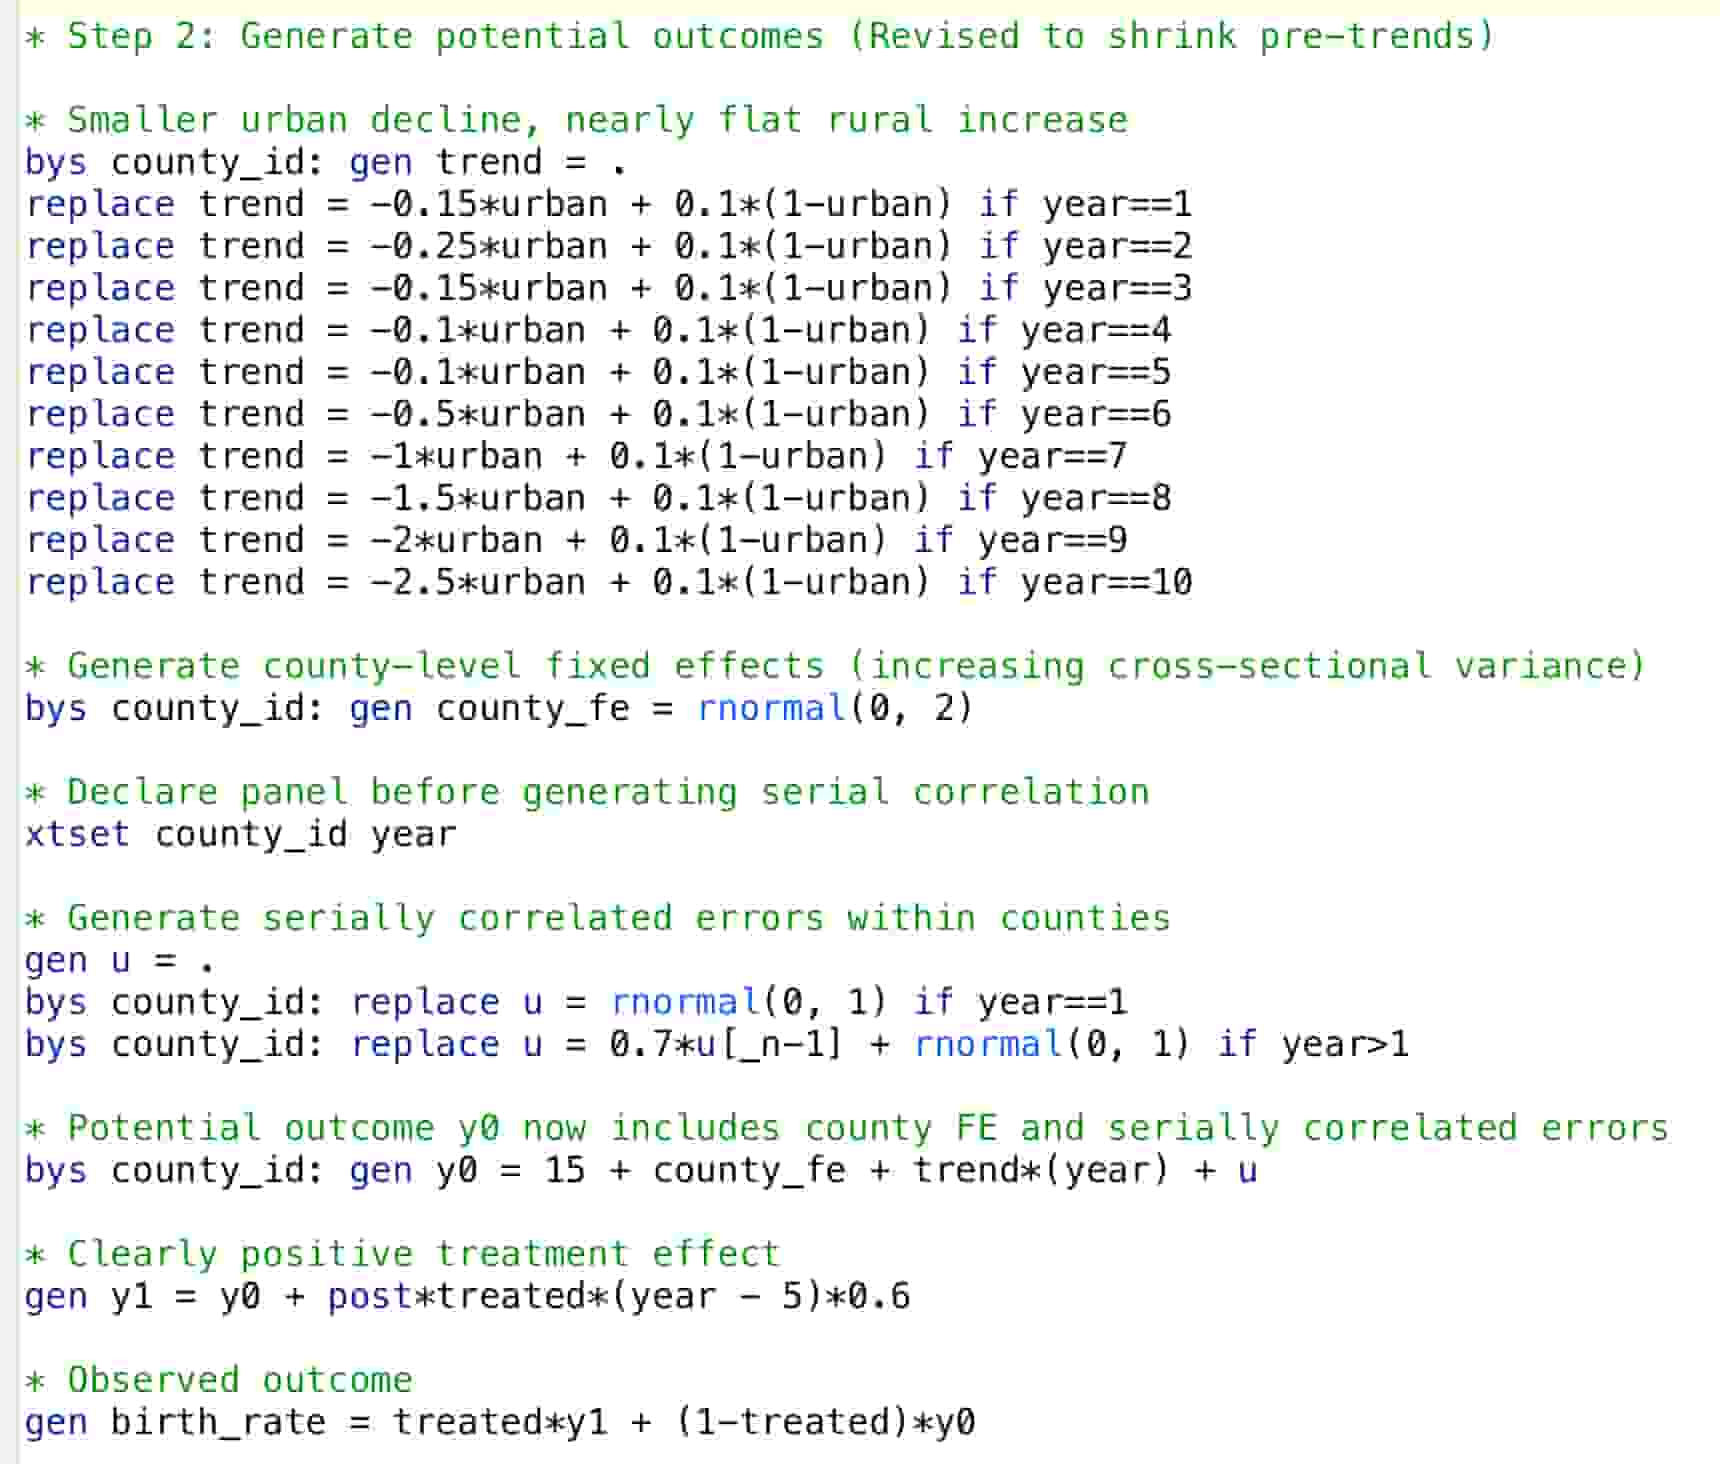 * Step 2: Generate potential outcomes (Revised to shrink pre-trends)
* Smaller urban decline, nearly flat rural increase
bys county_id: gen trend = .
replace trend = -0.15*urban + 0.1*(1-urban) if year==1
replace trend = -0.25*urban + 0.1*(1-urban) if year==2
replace trend = -0.15*urban + 0.1*(1-urban) if year==3
replace trend = -0.1*urban + 0.1*(1-urban) if year==4
replace trend = -0.1*urban + 0.1*(1-urban) if year==5
replace trend = -0.5*urban + 0.1*(1-urban) if year==6
replace trend = -1*urban + 0.1*(1-urban) if year==7
replace trend = -1.5*urban + 0.1*(1-urban) if year==8
replace trend = -2*urban + 0.1*(1-urban) if year==9
replace trend = -2.5*urban + 0.1*(1-urban) if year==10
* Generate county-level fixed effects (increasing cross-sectional variance)
bys county_id: gen county_fe = rnormal(0, 2)
* Declare panel before generating serial correlation
xtset county_id year
* Generate serially correlated errors within counties
gen u = .
bys county_id: replace u = rnormal(0, 1) if year==1
bys county_id: replace u = 0.7*u[_n-1] + rnormal(0, 1) if year>1
* Potential outcome y0 now includes county FE and serially correlated errors
bys county_id: gen y0 = 15 + county_fe + trend*(year) + u
* Clearly positive treatment effect
gen y1 = y0 + post*treated*(year - 5)*0.6
* Observed outcome
gen birth_rate = treated*y1 + (1-treated)*y0